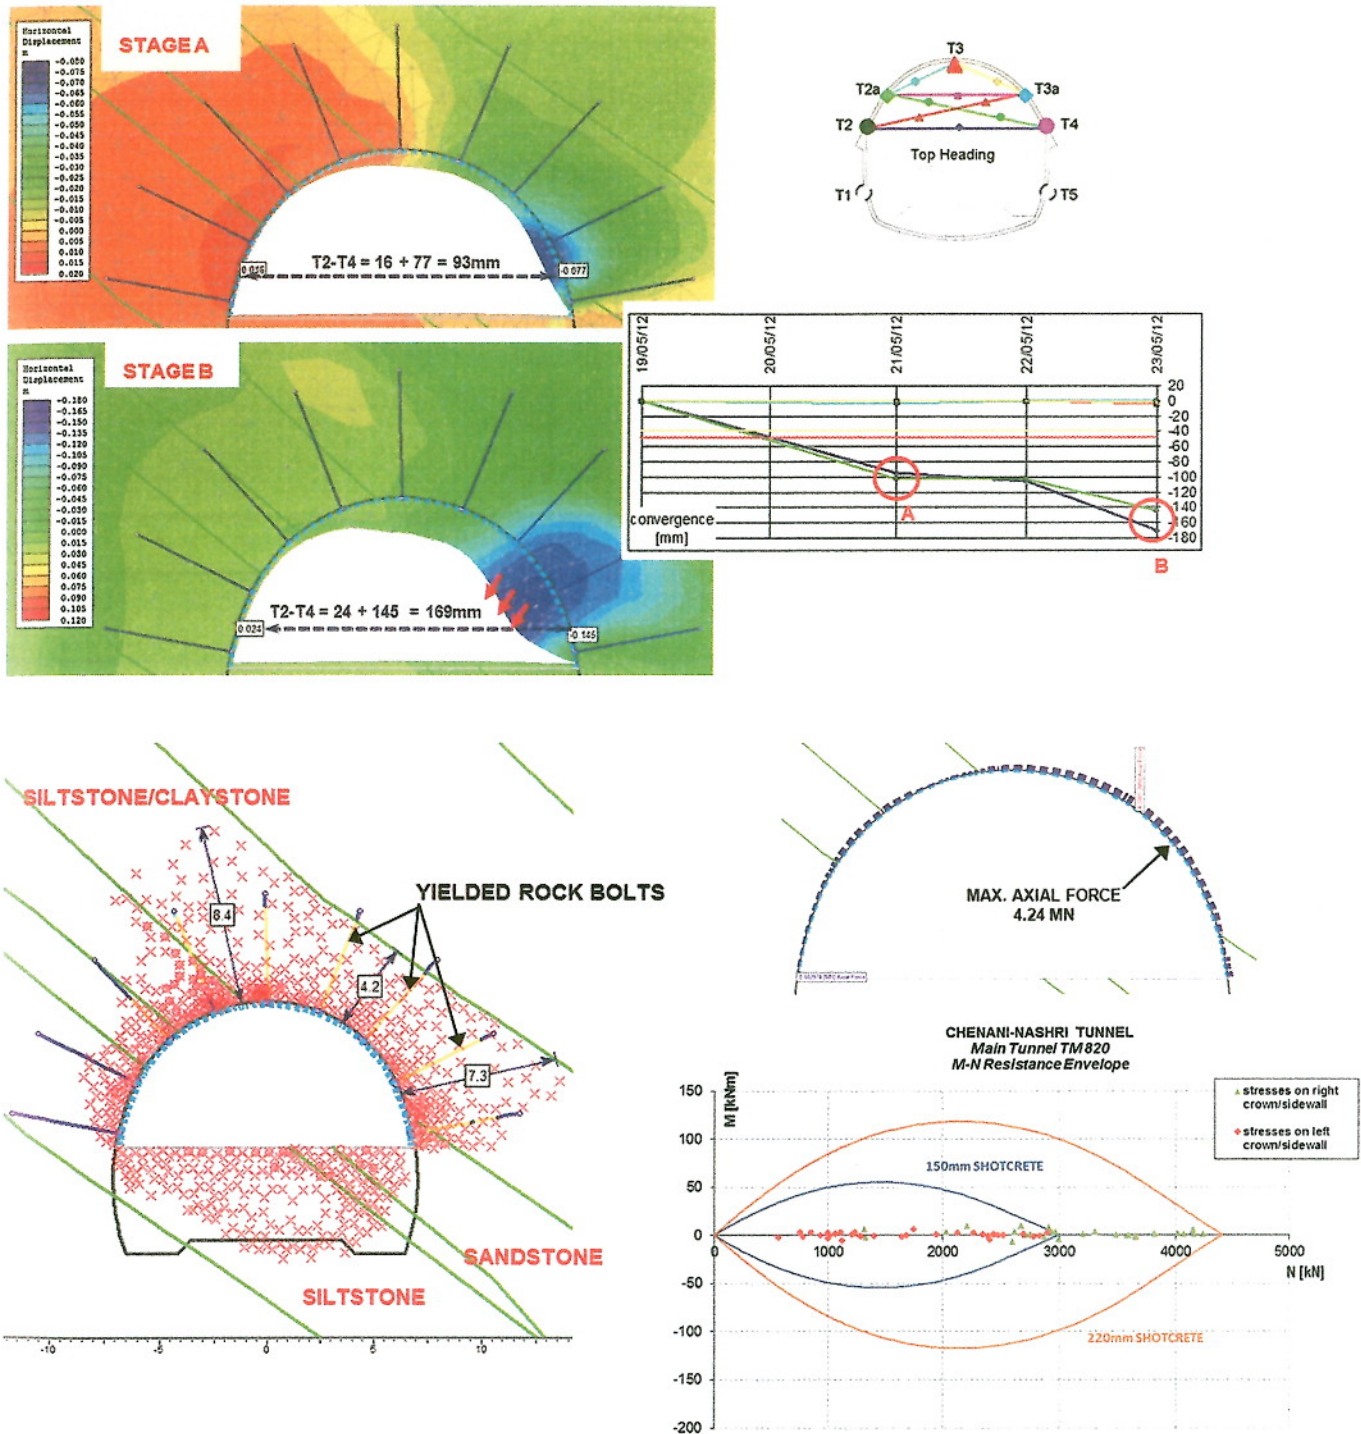 STAGE A
Horizontal
Displacement
m
-0.080
-0.075
-0.070
-0.065
-0.060
-0.055
-0.050
-0.045
-0.040
-0.035
-0.030
-0.025
-0.020
-0.015
-0.010
-0.005
0.000
0.005
0.010
0.015
0.020
T2-T4 = 16 + 77 = 93mm
0.016
-0.077
T3
T2a
T3a
T2
T4
Top Heading
T1
T5
STAGE B
Horizontal
Displacement
m
-0.180
-0.165
-0.150
-0.135
-0.120
-0.105
-0.090
-0.075
-0.060
-0.045
-0.030
-0.015
0.000
0.015
0.030
0.045
0.060
0.075
0.090
0.105
0.120
T2-T4 = 24 + 145 = 169mm
0.024
-0.145
19/05/12
20/05/12
21/05/12
22/05/12
23/05/12
20
0
-20
-40
-60
-80
-100
-120
-140
-160
-180
convergence
[mm]
A
B
SILTSTONE/CLAYSTONE
8.4
YIELDED ROCK BOLTS
4.2
7.3
SANDSTONE
SILTSTONE
-10
-5
0
5
10
MAX. AXIAL FORCE
4.24 MN
CHENANI-NASHRI TUNNEL
Main Tunnel TM820
M-N Resistance Envelope
M [kNm]
150
100
50
0
-50
-100
-150
-200
150mm SHOTCRETE
220mm SHOTCRETE
0
1000
2000
3000
4000
5000
N [kN]
stresses on right
crown/sidewall
stresses on left
crown/sidewall